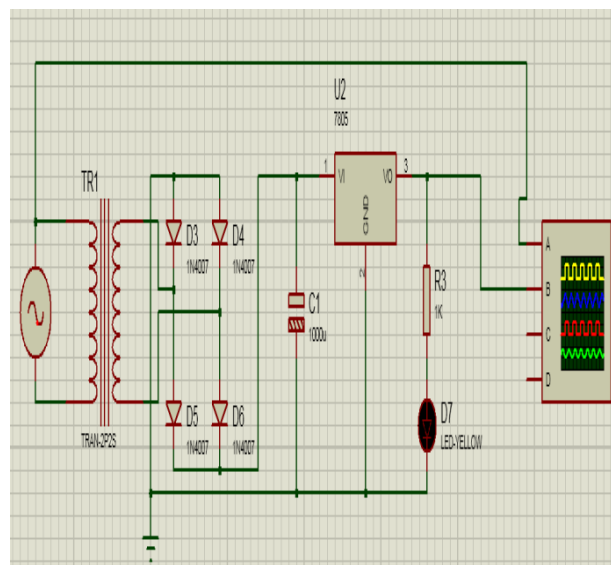 U2
7805
1
VI
VO
3
GND
2
TR1
TRAN-2P2S
D3
1N4007
D4
1N4007
C1
1000u
R3
1K
A
B
C
D
D5
1N4007
D6
1N4007
D7
LED-YELLOW